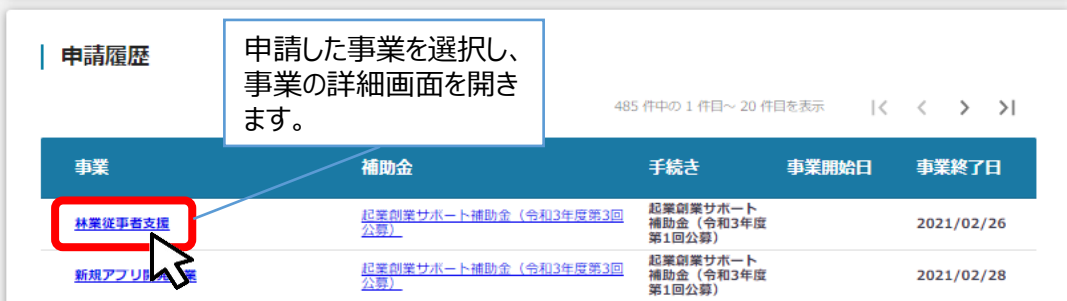 申請履歴
申請した事業を選択し、
事業の詳細画面を開き
ます。
485 件中の 1 件目～ 20 件目を表示
事業 補助金 手続き 事業開始日 事業終了日
林業従事者支援 起業創業サポート補助金（令和3年度第3回
公募） 起業創業サポート
補助金（令和3年度
第1回公募） 2021/02/26
新規アプリ開発 業 起業創業サポート補助金（令和3年度第3回
公募） 起業創業サポート
補助金（令和3年度
第1回公募） 2021/02/28